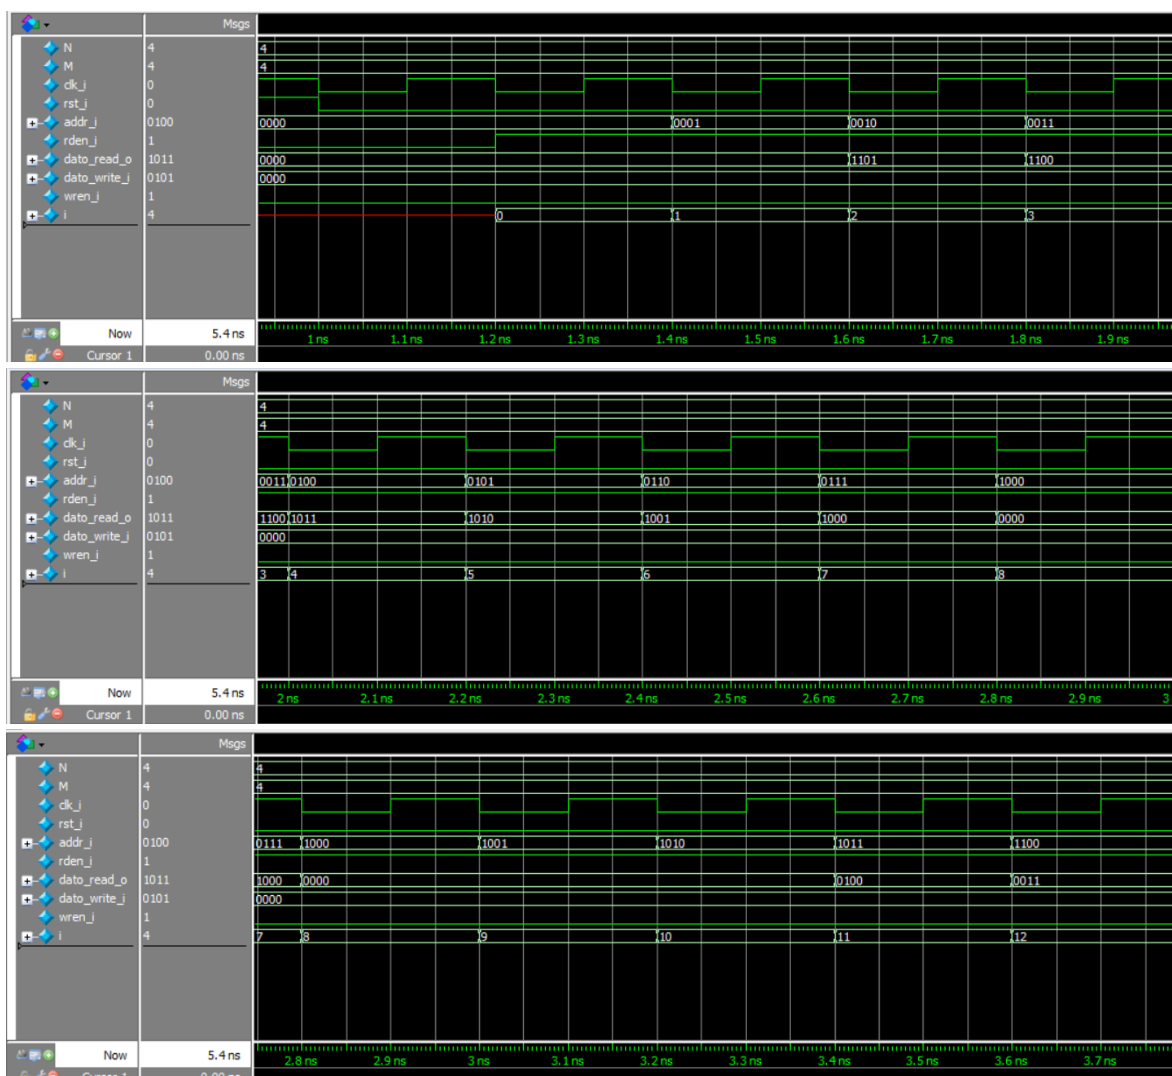 Msgs
N 4 4
M 4 4
clk_i 0
rst_i 0
addr_i 0100 0000 0001 0010 0011
rden_i 1
dato_read_o 1011 0000 1101 1100
dato_write_i 0101 0000
wren_i 1
i 4 0 1 2 3
Now 5.4 ns 1 ns 1.1 ns 1.2 ns 1.3 ns 1.4 ns 1.5 ns 1.6 ns 1.7 ns 1.8 ns 1.9 ns
Cursor 1 0.00 ns
Msgs
N 4 4
M 4 4
clk_i 0
rst_i 0
addr_i 0100 0011 0100 0101 0110 0111 1000
rden_i 1
dato_read_o 1011 1100 1011 1010 1001 1000 0000
dato_write_i 0101 0000
wren_i 1
i 4 3 4 5 6 7 8
Now 5.4 ns 2 ns 2.1 ns 2.2 ns 2.3 ns 2.4 ns 2.5 ns 2.6 ns 2.7 ns 2.8 ns 2.9 ns 3
Cursor 1 0.00 ns
Msgs
N 4 4
M 4 4
clk_i 0
rst_i 0
addr_i 0100 0111 1000 1001 1010 1011 1100
rden_i 1
dato_read_o 1011 1000 0000 0100 0011
dato_write_i 0101 0000
wren_i 1
i 4 7 8 9 10 11 12
Now 5.4 ns 2.8 ns 2.9 ns 3 ns 3.1 ns 3.2 ns 3.3 ns 3.4 ns 3.5 ns 3.6 ns 3.7 ns